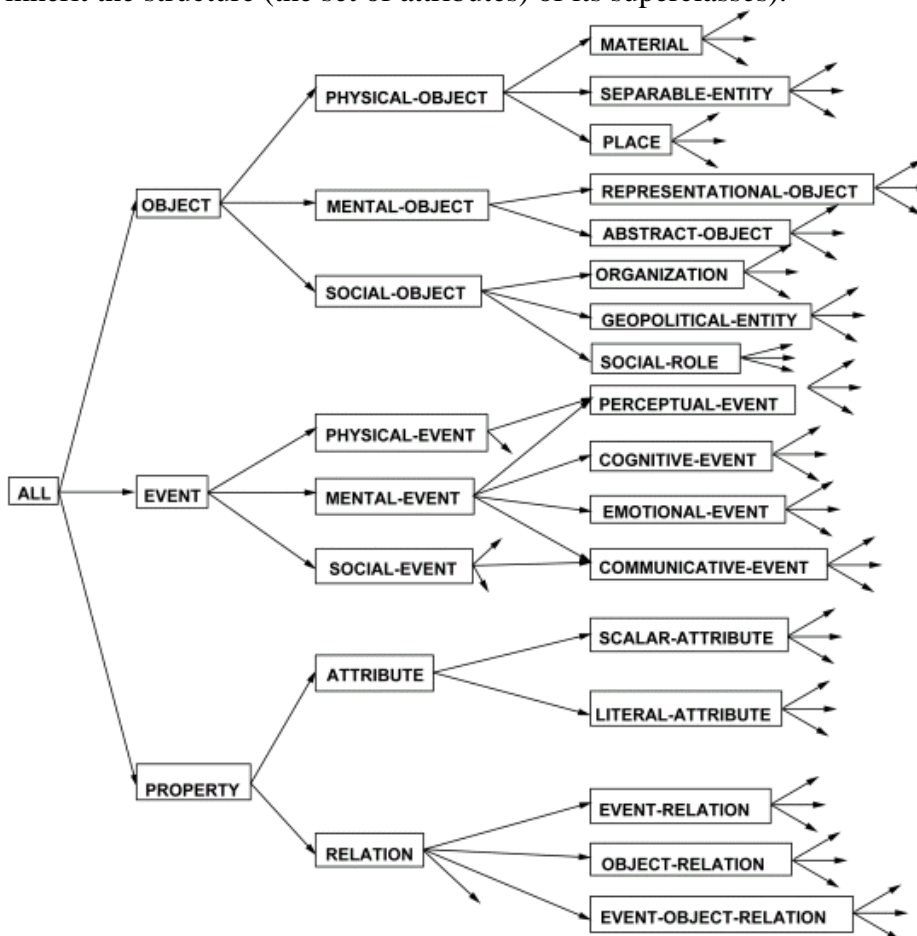 inherit the structure (the set of attributes) of its superclasses).
MATERIAL
PHYSICAL-OBJECT
SEPARABLE-ENTITY
PLACE
OBJECT
MENTAL-OBJECT
REPRESENTATIONAL-OBJECT
ABSTRACT-OBJECT
SOCIAL-OBJECT
ORGANIZATION
GEOPOLITICAL-ENTITY
SOCIAL-ROLE
PHYSICAL-EVENT
PERCEPTUAL-EVENT
ALL
EVENT
MENTAL-EVENT
COGNITIVE-EVENT
EMOTIONAL-EVENT
SOCIAL-EVENT
COMMUNICATIVE-EVENT
ATTRIBUTE
SCALAR-ATTRIBUTE
LITERAL-ATTRIBUTE
PROPERTY
RELATION
EVENT-RELATION
OBJECT-RELATION
EVENT-OBJECT-RELATION